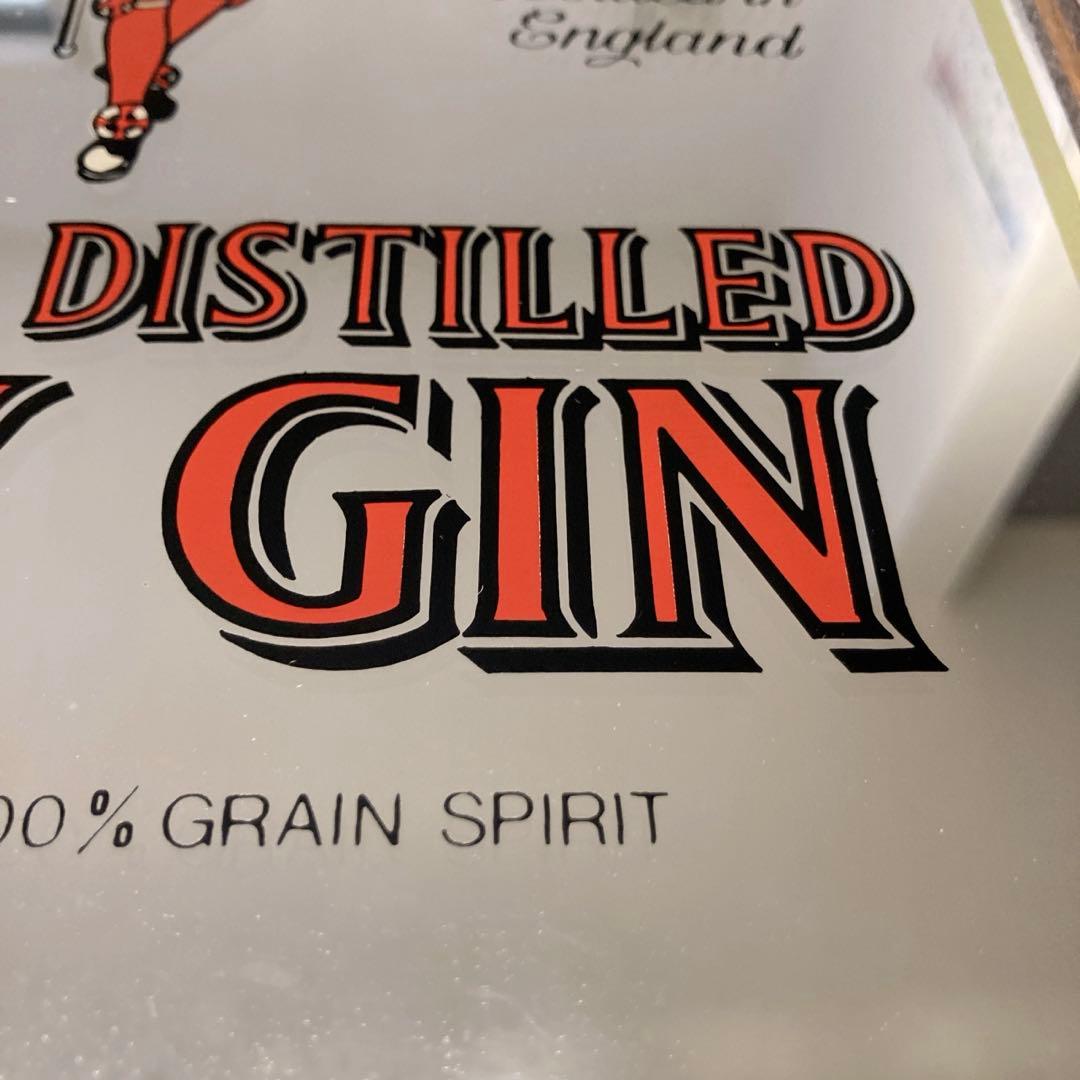 England
DISTILLED
GIN
00% GRAIN SPIRIT